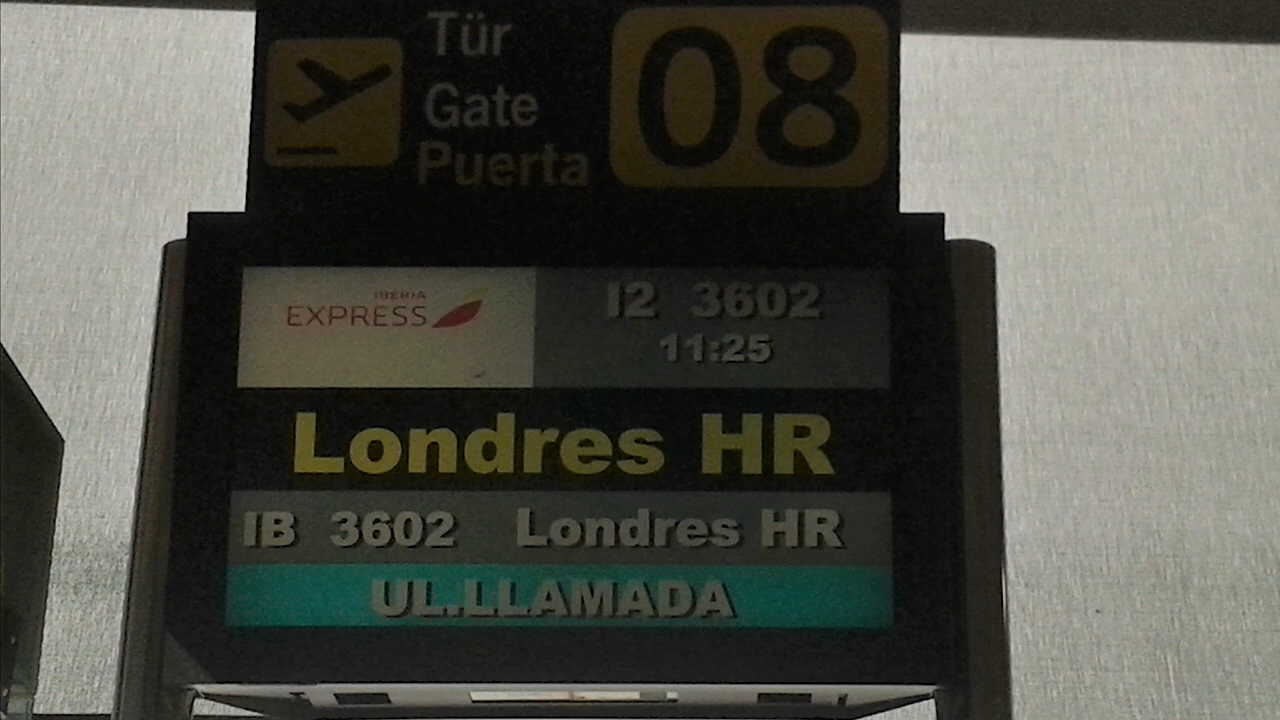 Tür
Gate
Puerta
08
IBERIA
EXPRESS
I2 3602
11:25
Londres HR
IB 3602 Londres HR
UL.LLAMADA